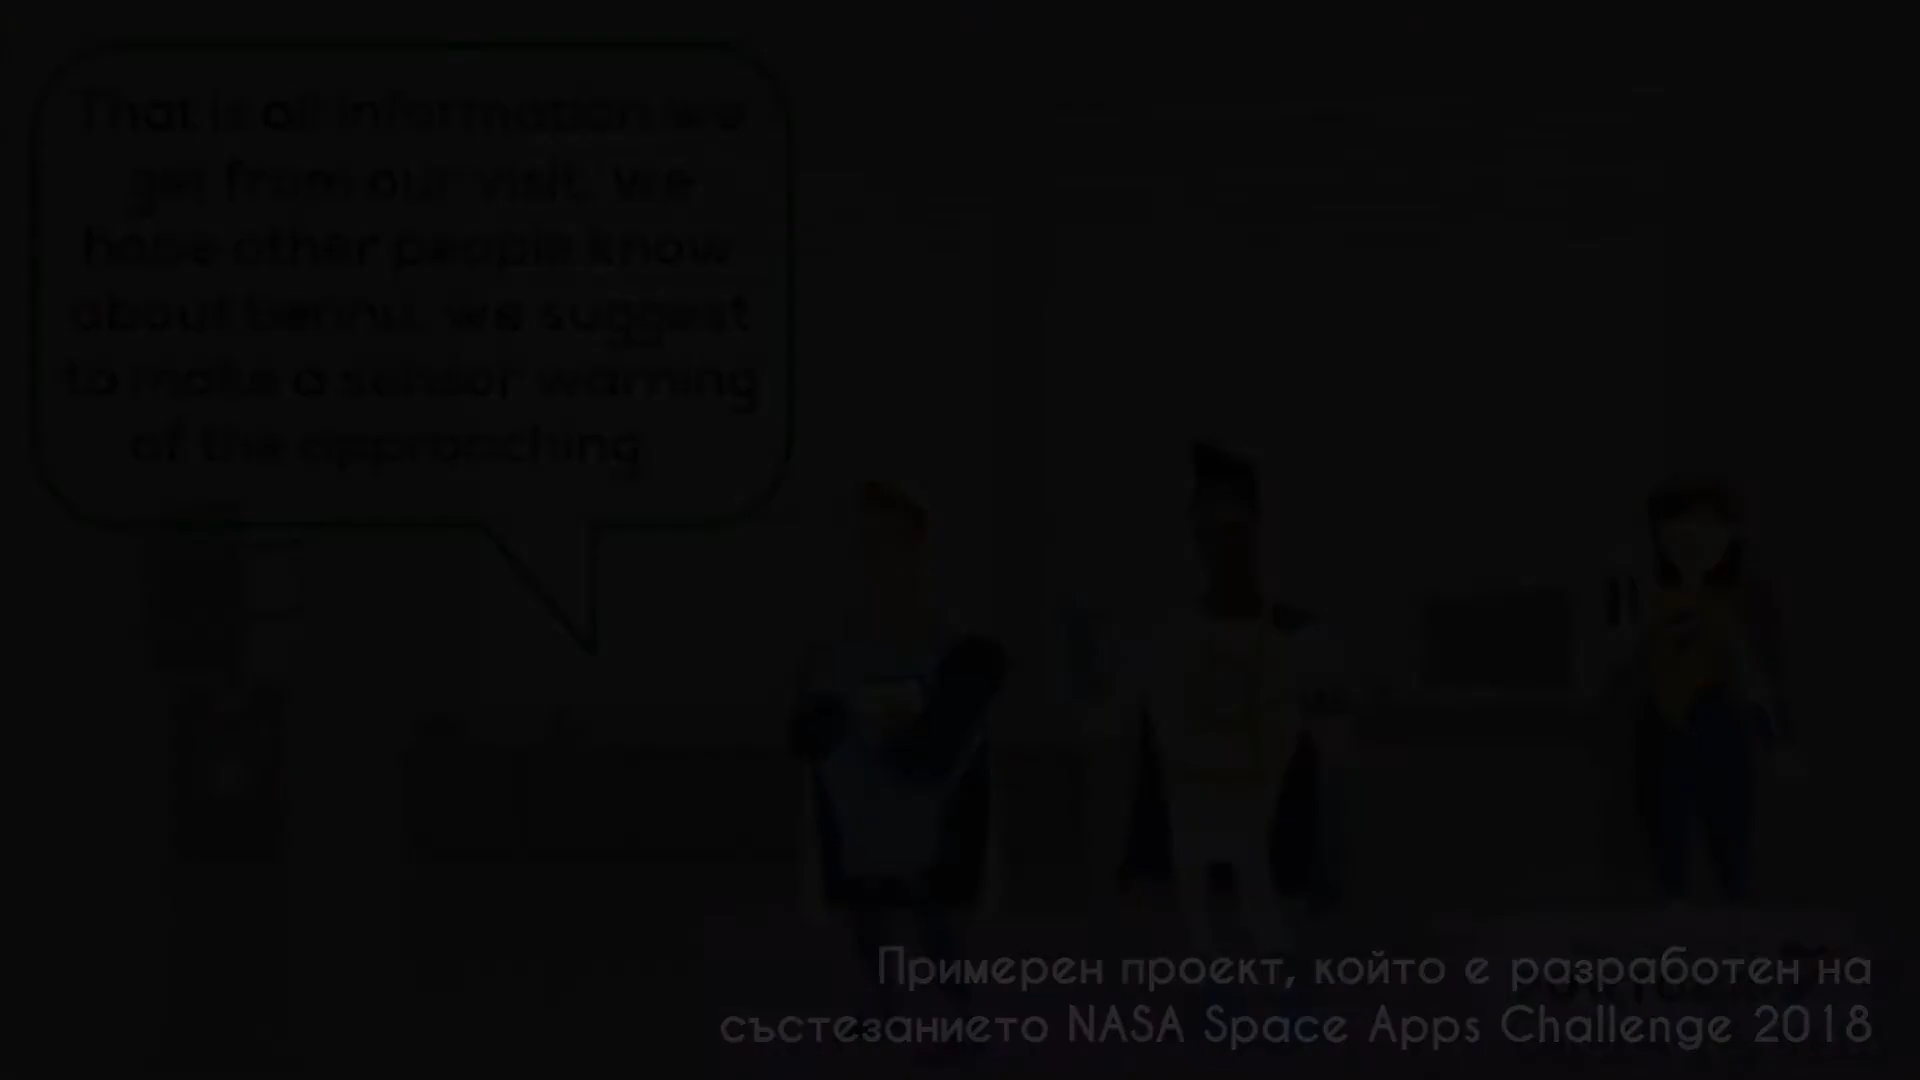 That is all information we
get from our visit. We
hope other people know
about bennu. we suggest
to make a sensor warning
of the approaching
Примерен проект, който е разработен на
състезанието NASA Space Apps Challenge 2018